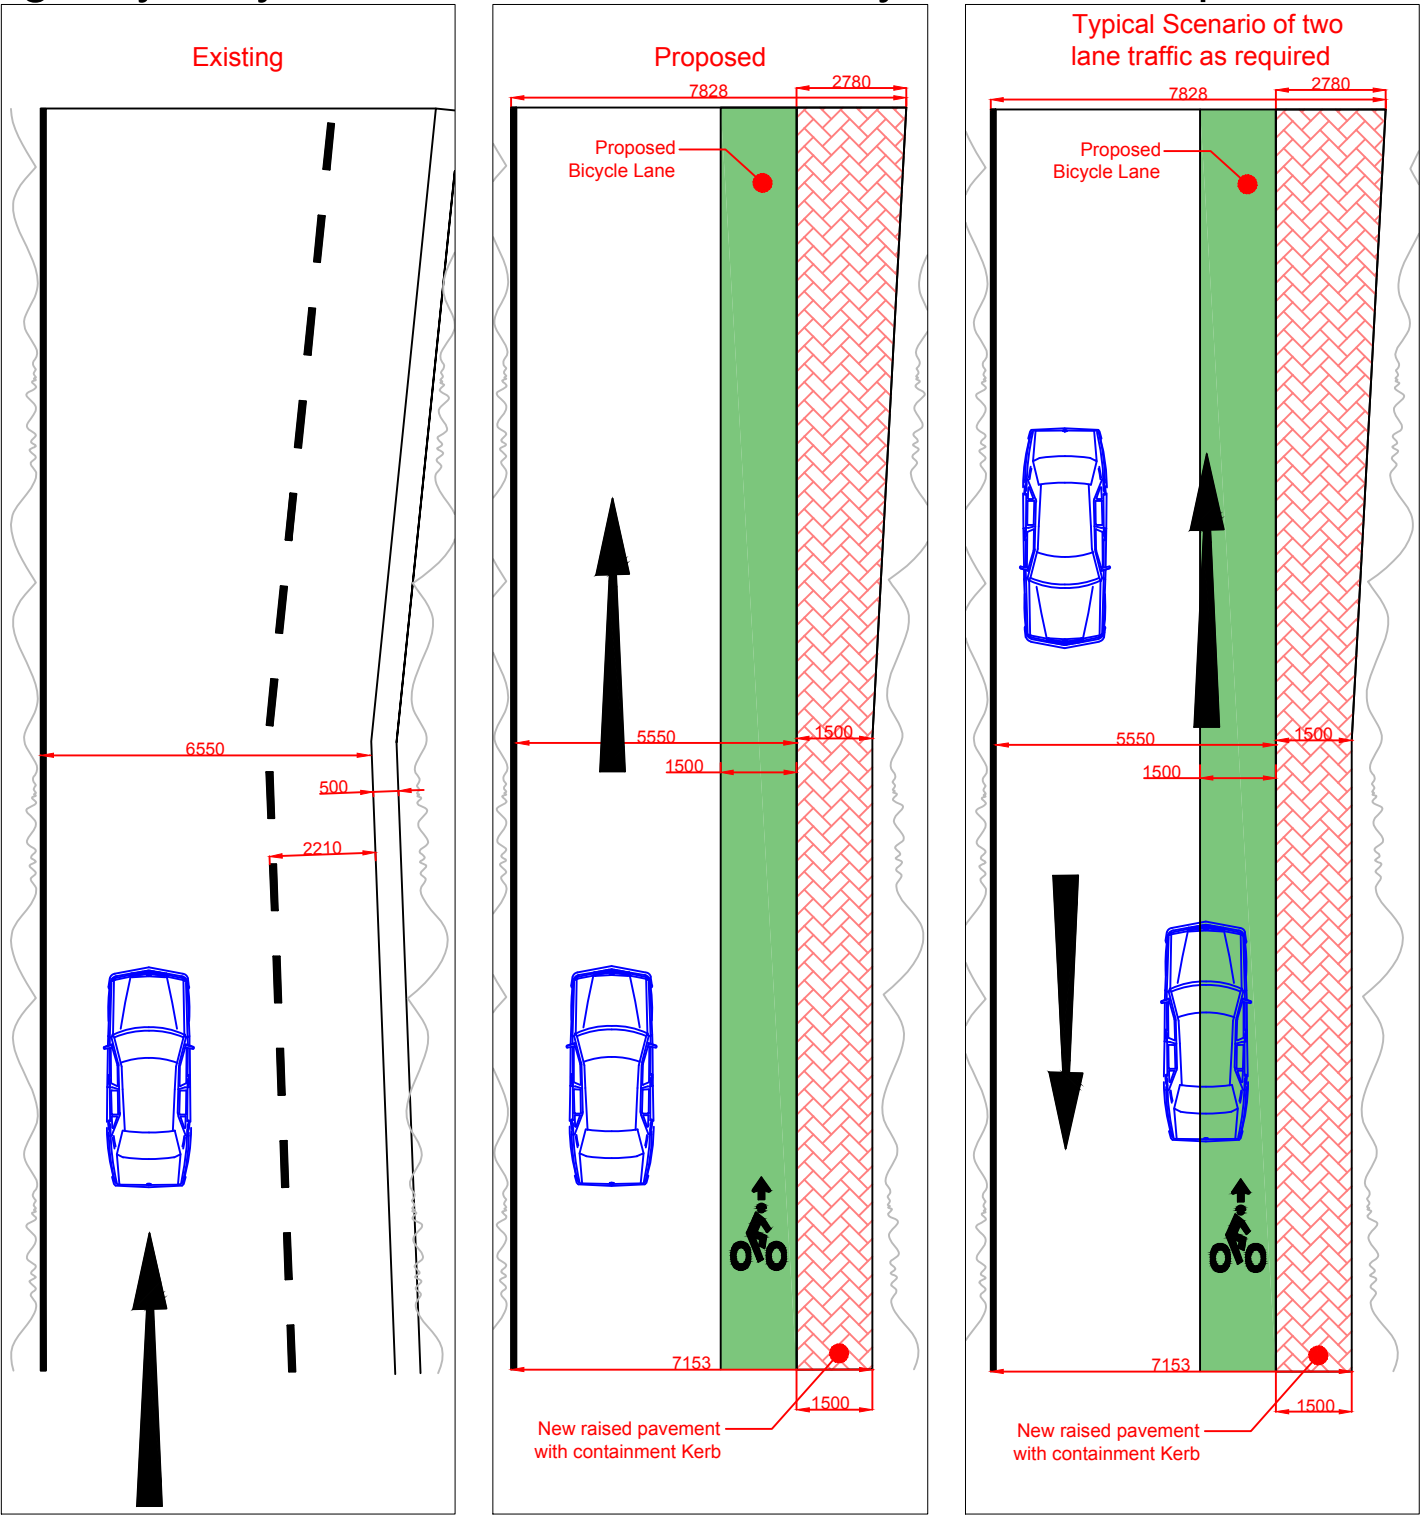 Existing
6550
500
2210
Proposed
7828
2780
Proposed
Bicycle Lane
5550
1500
1500
7153
1500
New raised pavement
with containment Kerb
Typical Scenario of two
lane traffic as required
7828
2780
Proposed
Bicycle Lane
5550
1500
1500
7153
1500
New raised pavement
with containment Kerb